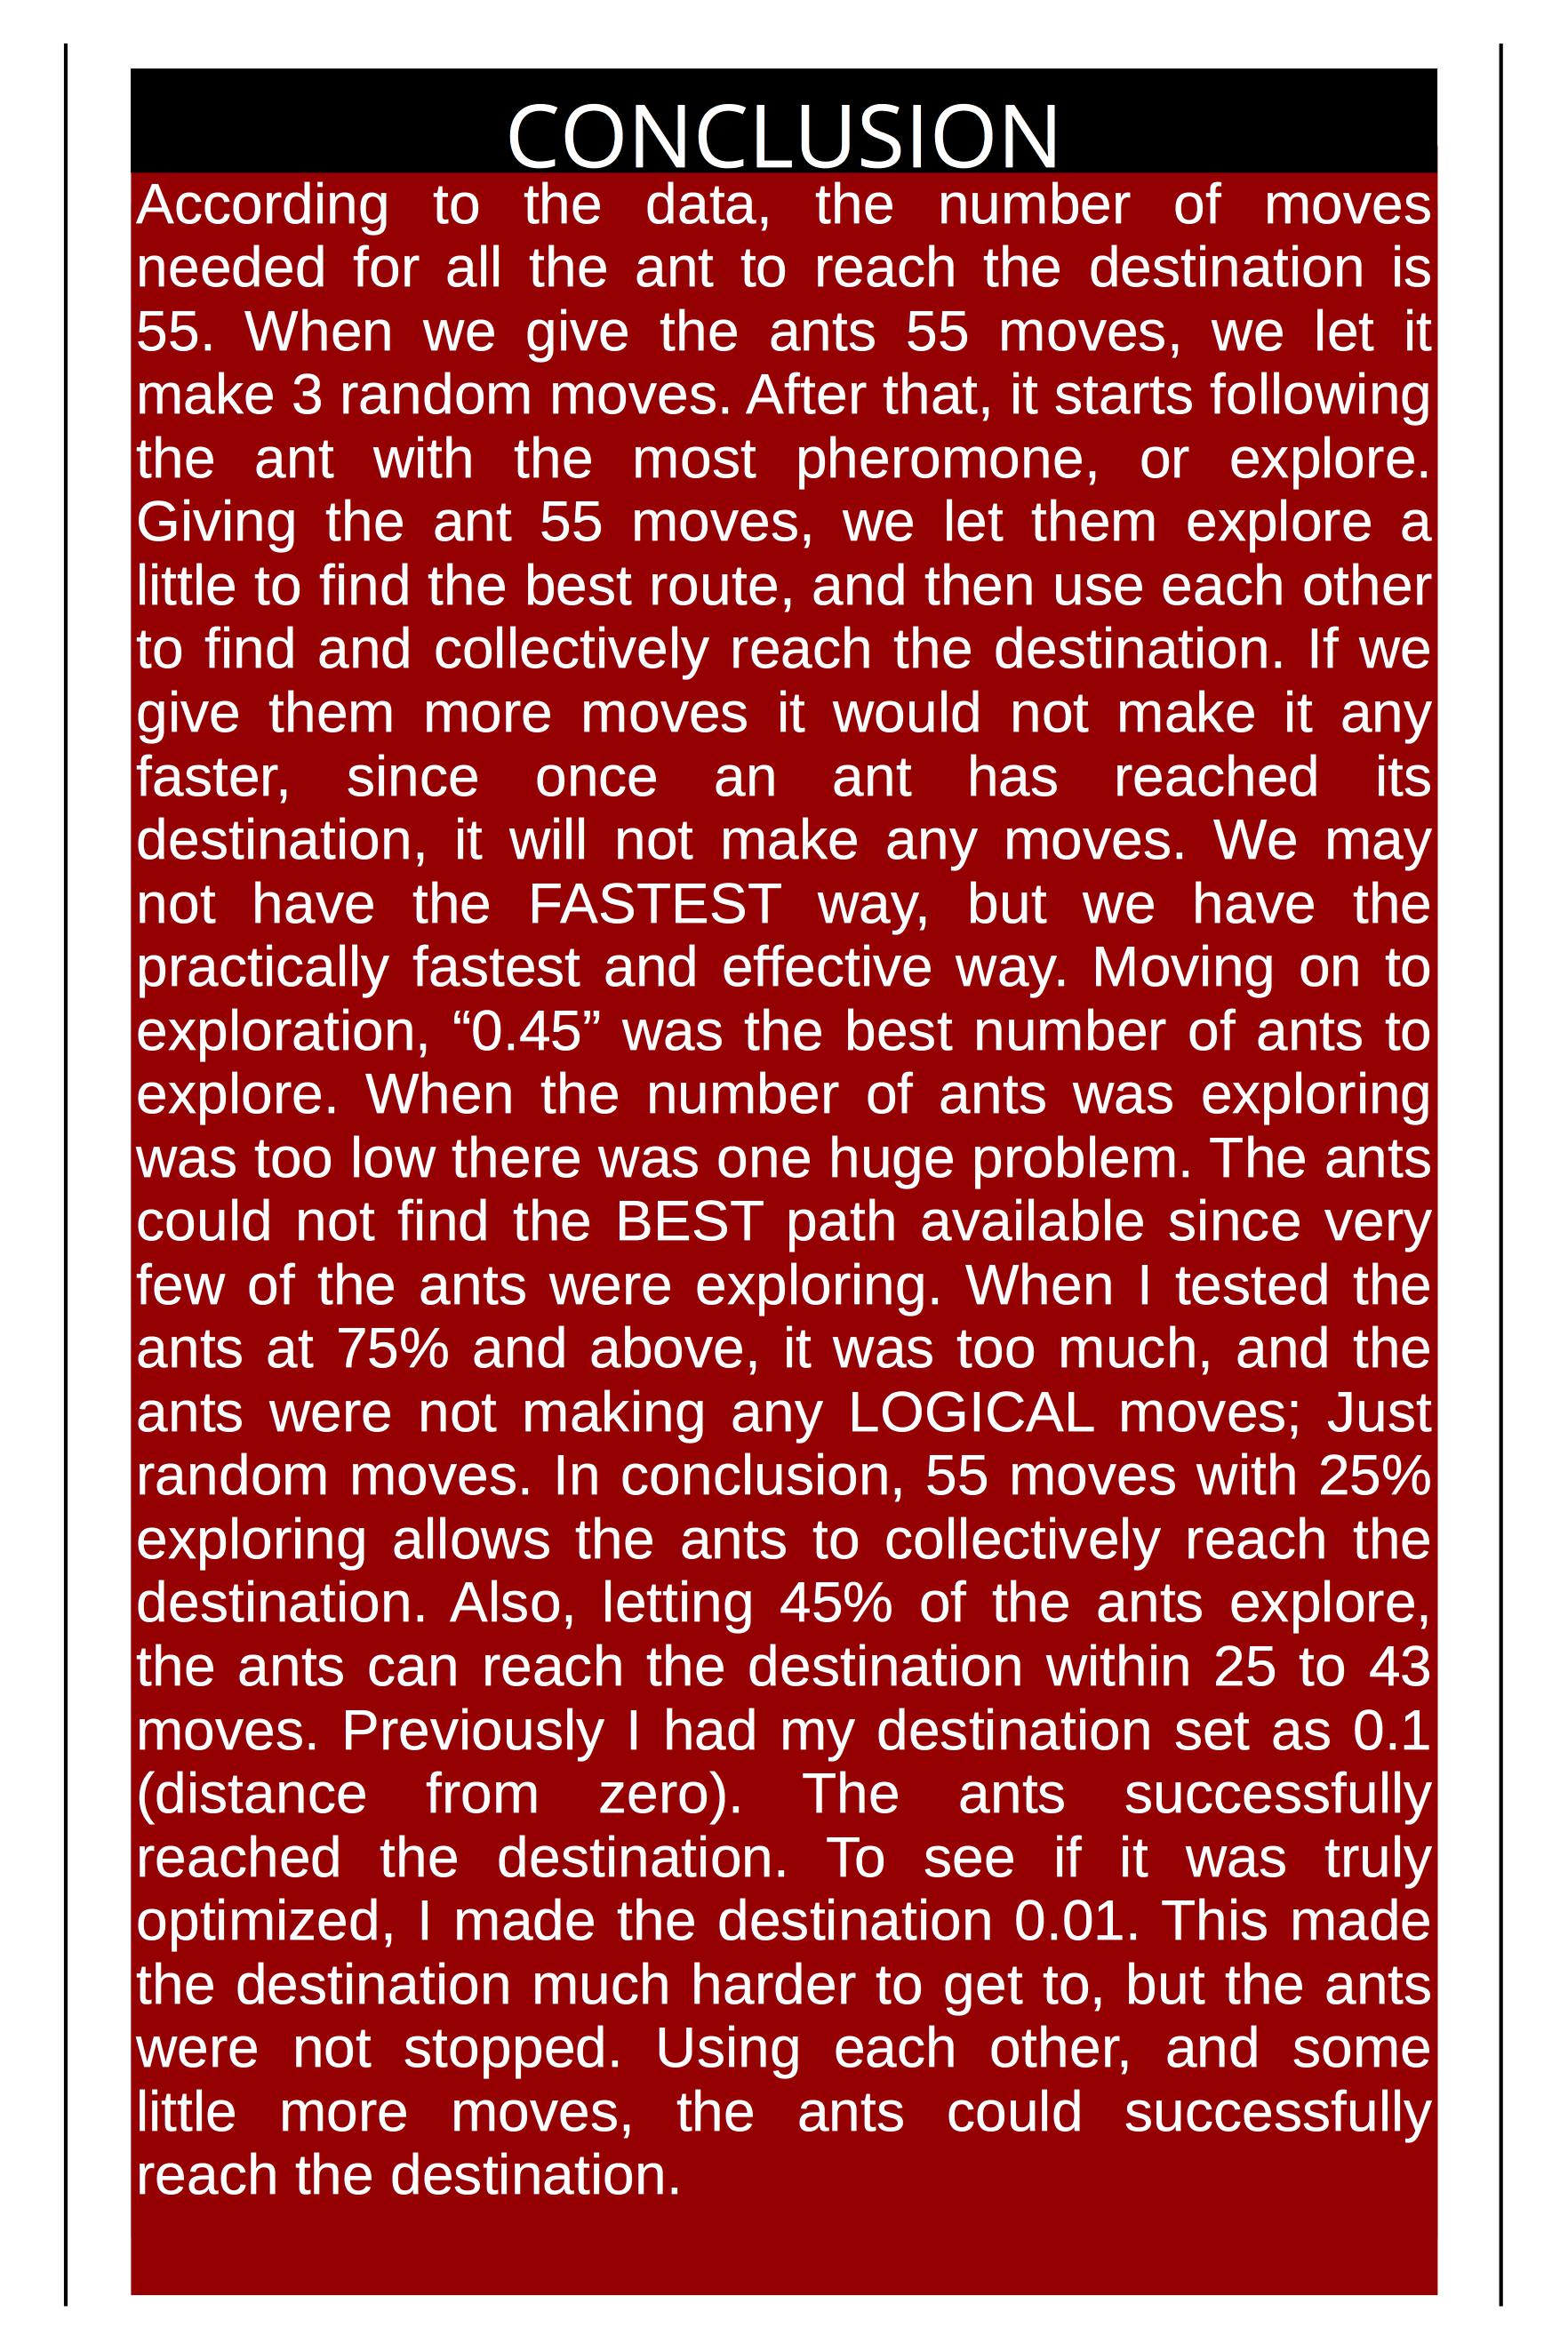 CONCLUSION
According to the data, the number of moves
needed for all the ant to reach the destination is
55. When we give the ants 55 moves, we let it
make 3 random moves. After that, it starts following
the ant with the most pheromone, or explore.
Giving the ant 55 moves, we let them explore a
little to find the best route, and then use each other
to find and collectively reach the destination. If we
give them more moves it would not make it any
faster, since once an ant has reached its
destination, it will not make any moves. We may
not have the FASTEST way, but we have the
practically fastest and effective way. Moving on to
exploration, “0.45” was the best number of ants to
explore. When the number of ants was exploring
was too low there was one huge problem. The ants
could not find the BEST path available since very
few of the ants were exploring. When I tested the
ants at 75% and above, it was too much, and the
ants were not making any LOGICAL moves; Just
random moves. In conclusion, 55 moves with 25%
exploring allows the ants to collectively reach the
destination. Also, letting 45% of the ants explore,
the ants can reach the destination within 25 to 43
moves. Previously I had my destination set as 0.1
(distance from zero). The ants successfully
reached the destination. To see if it was truly
optimized, I made the destination 0.01. This made
the destination much harder to get to, but the ants
were not stopped. Using each other, and some
little more moves, the ants could successfully
reach the destination.